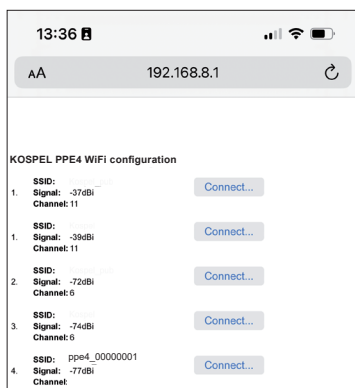 13:36
AA 192.168.8.1
KOSPEL PPE4 WiFi configuration
SSID:
1. Signal: -37dBi Connect...
Channel: 11
SSID:
1. Signal: -39dBi Connect...
Channel: 11
SSID:
2. Signal: -72dBi Connect...
Channel: 6
SSID:
3. Signal: -74dBi Connect...
Channel: 6
SSID: ppe4_00000001
4. Signal: -77dBi Connect...
Channel: